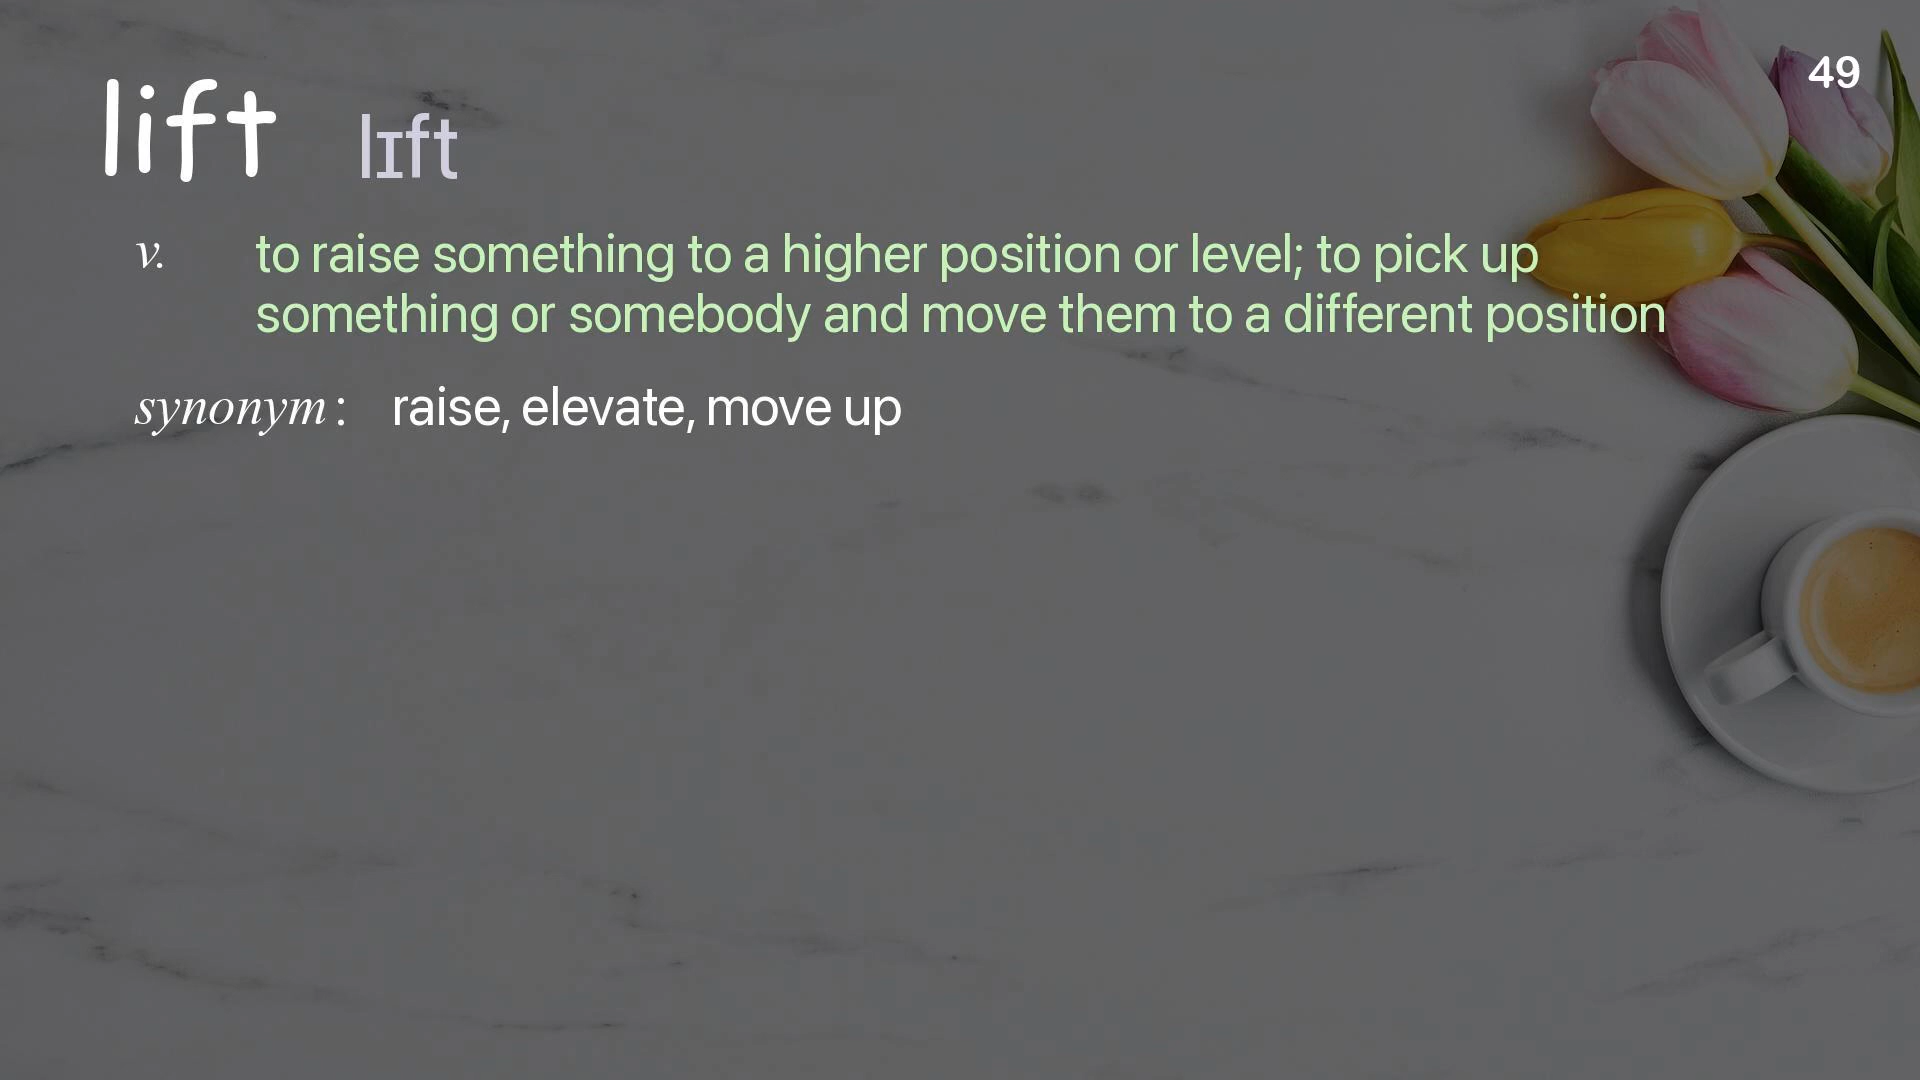 49
lift lɪft
v. to raise something to a higher position or level; to pick up
something or somebody and move them to a different position
synonym : raise, elevate, move up